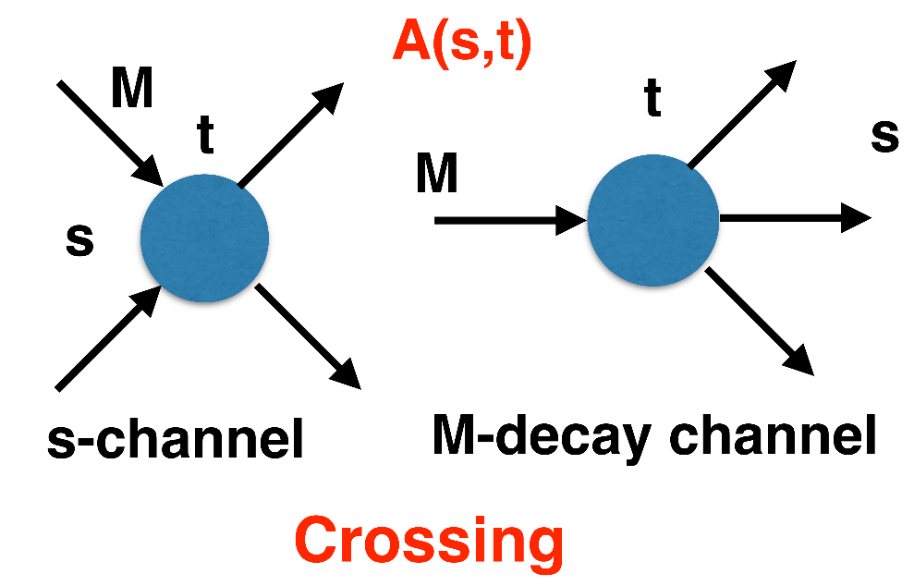 A(s,t)
M
t
s
s-channel
M
t
s
M-decay channel
Crossing